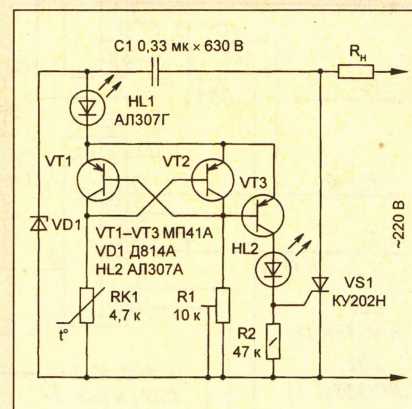 C1 0,33 мк × 630 В
Rн
HL1
АЛ307Г
VT1
VT2
VT3
VT1–VT3 МП41А
VD1 Д814А
HL2 АЛ307А
VD1
HL2
~220 В
VS1
КУ202Н
RK1
4,7 к
t°
R1
10 к
R2
47 к